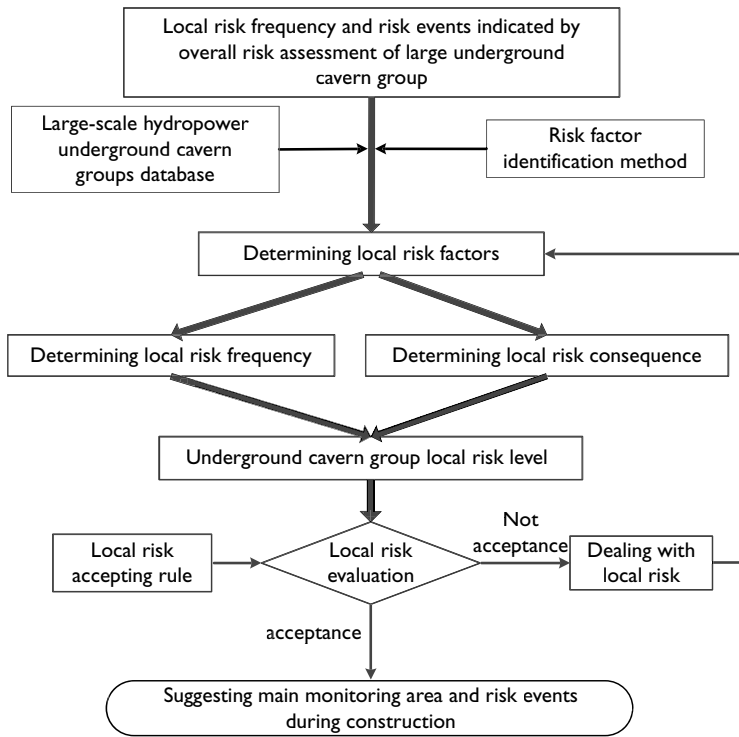 Local risk frequency and risk events indicated by
overall risk assessment of large underground
cavern group
Large-scale hydropower
underground cavern
groups database
Risk factor
identification method
Determining local risk factors
Determining local risk frequency
Determining local risk consequence
Underground cavern group local risk level
Local risk
accepting rule
Local risk
evaluation
Not
acceptance
Dealing with
local risk
acceptance
Suggesting main monitoring area and risk events
during construction